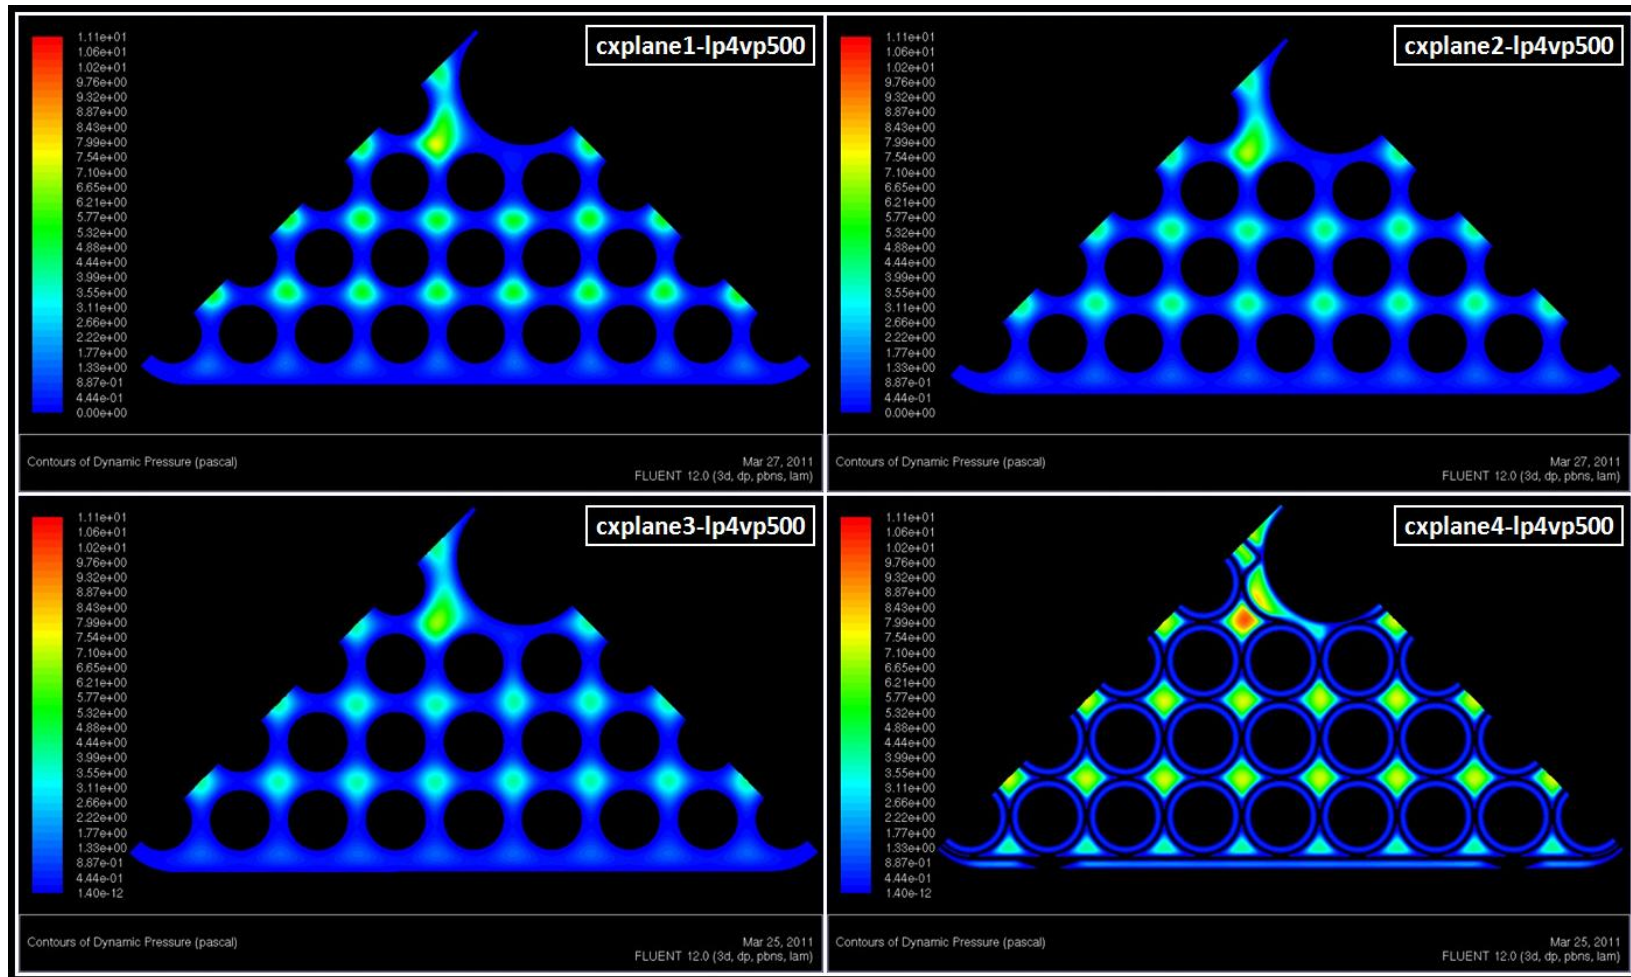 cxplane1-lp4vp500
1.11e+01
1.06e+01
1.02e+01
9.76e+00
9.32e+00
8.87e+00
8.43e+00
7.99e+00
7.54e+00
7.10e+00
6.65e+00
6.21e+00
5.77e+00
5.32e+00
4.88e+00
4.44e+00
3.99e+00
3.55e+00
3.11e+00
2.66e+00
2.22e+00
1.77e+00
1.33e+00
8.87e-01
4.44e-01
0.00e+00
Contours of Dynamic Pressure (pascal)
Mar 27, 2011
FLUENT 12.0 (3d, dp, pbns, lam)
cxplane2-lp4vp500
1.11e+01
1.06e+01
1.02e+01
9.76e+00
9.32e+00
8.87e+00
8.43e+00
7.99e+00
7.54e+00
7.10e+00
6.65e+00
6.21e+00
5.77e+00
5.32e+00
4.88e+00
4.44e+00
3.99e+00
3.55e+00
3.11e+00
2.66e+00
2.22e+00
1.77e+00
1.33e+00
8.87e-01
4.44e-01
0.00e+00
Contours of Dynamic Pressure (pascal)
Mar 27, 2011
FLUENT 12.0 (3d, dp, pbns, lam)
cxplane3-lp4vp500
1.11e+01
1.06e+01
1.02e+01
9.76e+00
9.32e+00
8.87e+00
8.43e+00
7.99e+00
7.54e+00
7.10e+00
6.65e+00
6.21e+00
5.77e+00
5.32e+00
4.88e+00
4.44e+00
3.99e+00
3.55e+00
3.11e+00
2.66e+00
2.22e+00
1.77e+00
1.33e+00
8.87e-01
4.44e-01
1.40e-12
Contours of Dynamic Pressure (pascal)
Mar 25, 2011
FLUENT 12.0 (3d, dp, pbns, lam)
cxplane4-lp4vp500
1.11e+01
1.06e+01
1.02e+01
9.76e+00
9.32e+00
8.87e+00
8.43e+00
7.99e+00
7.54e+00
7.10e+00
6.65e+00
6.21e+00
5.77e+00
5.32e+00
4.88e+00
4.44e+00
3.99e+00
3.55e+00
3.11e+00
2.66e+00
2.22e+00
1.77e+00
1.33e+00
8.87e-01
4.44e-01
1.40e-12
Contours of Dynamic Pressure (pascal)
Mar 25, 2011
FLUENT 12.0 (3d, dp, pbns, lam)